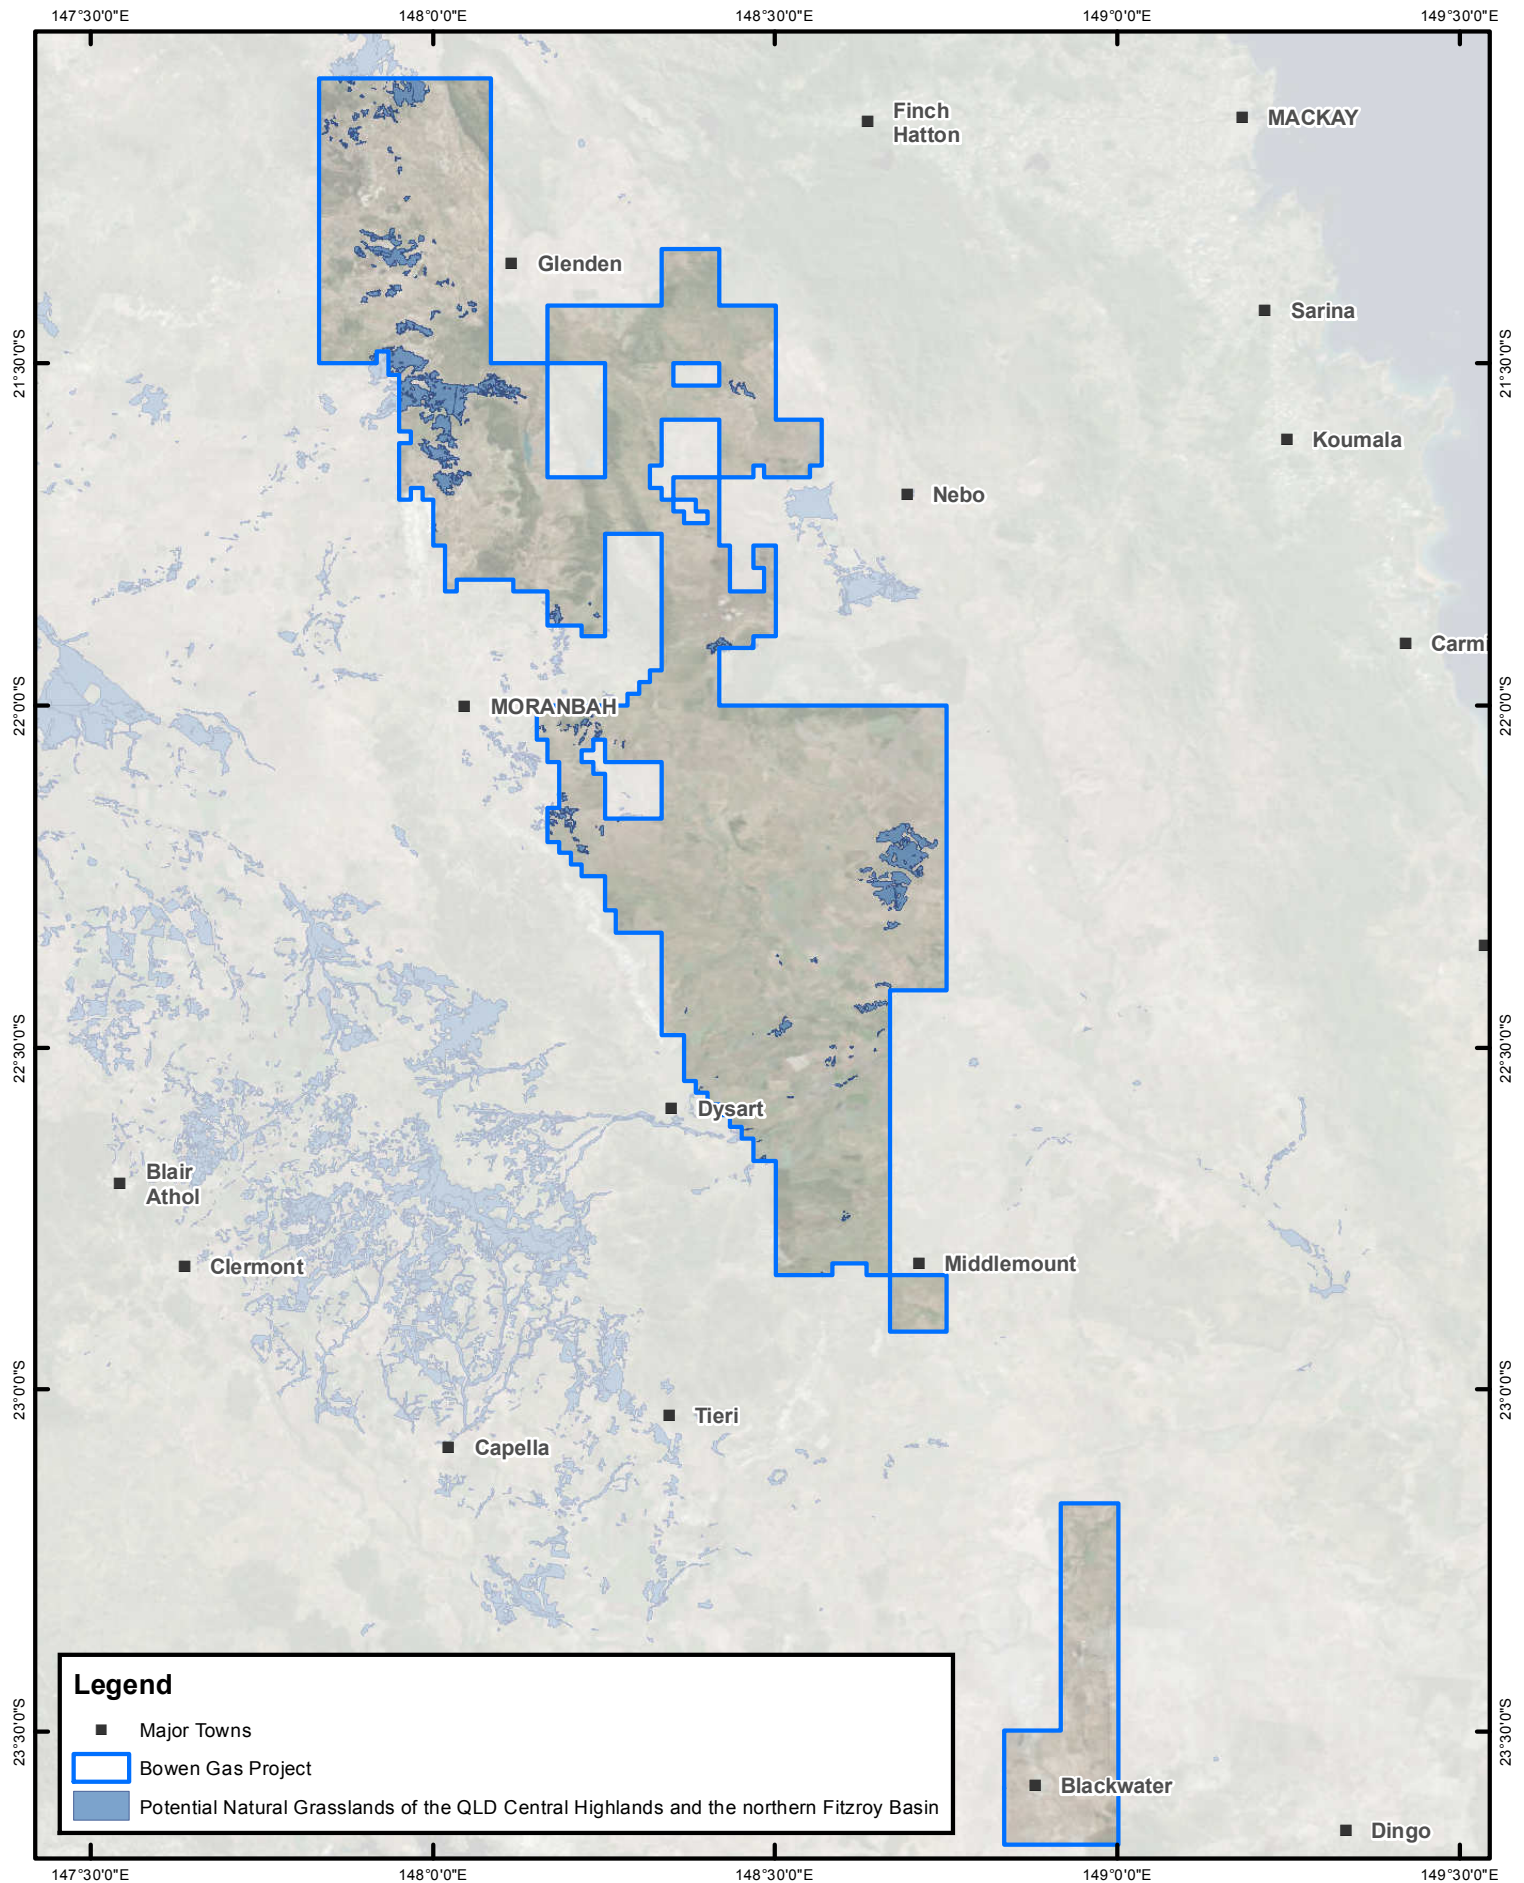 147°30'0"E
148°0'0"E
148°30'0"E
149°0'0"E
149°30'0"E
Finch
Hatton
MACKAY
Glenden
Sarina
21°30'0"S
21°30'0"S
Koumala
Nebo
Carmi
22°0'0"S
MORANBAH
22°0'0"S
22°30'0"S
22°30'0"S
Dysart
Blair
Athol
Clermont
Middlemount
23°0'0"S
23°0'0"S
Tieri
Capella
Legend
Major Towns
Bowen Gas Project
Potential Natural Grasslands of the QLD Central Highlands and the northern Fitzroy Basin
23°30'0"S
23°30'0"S
Blackwater
Dingo
147°30'0"E
148°0'0"E
148°30'0"E
149°0'0"E
149°30'0"E